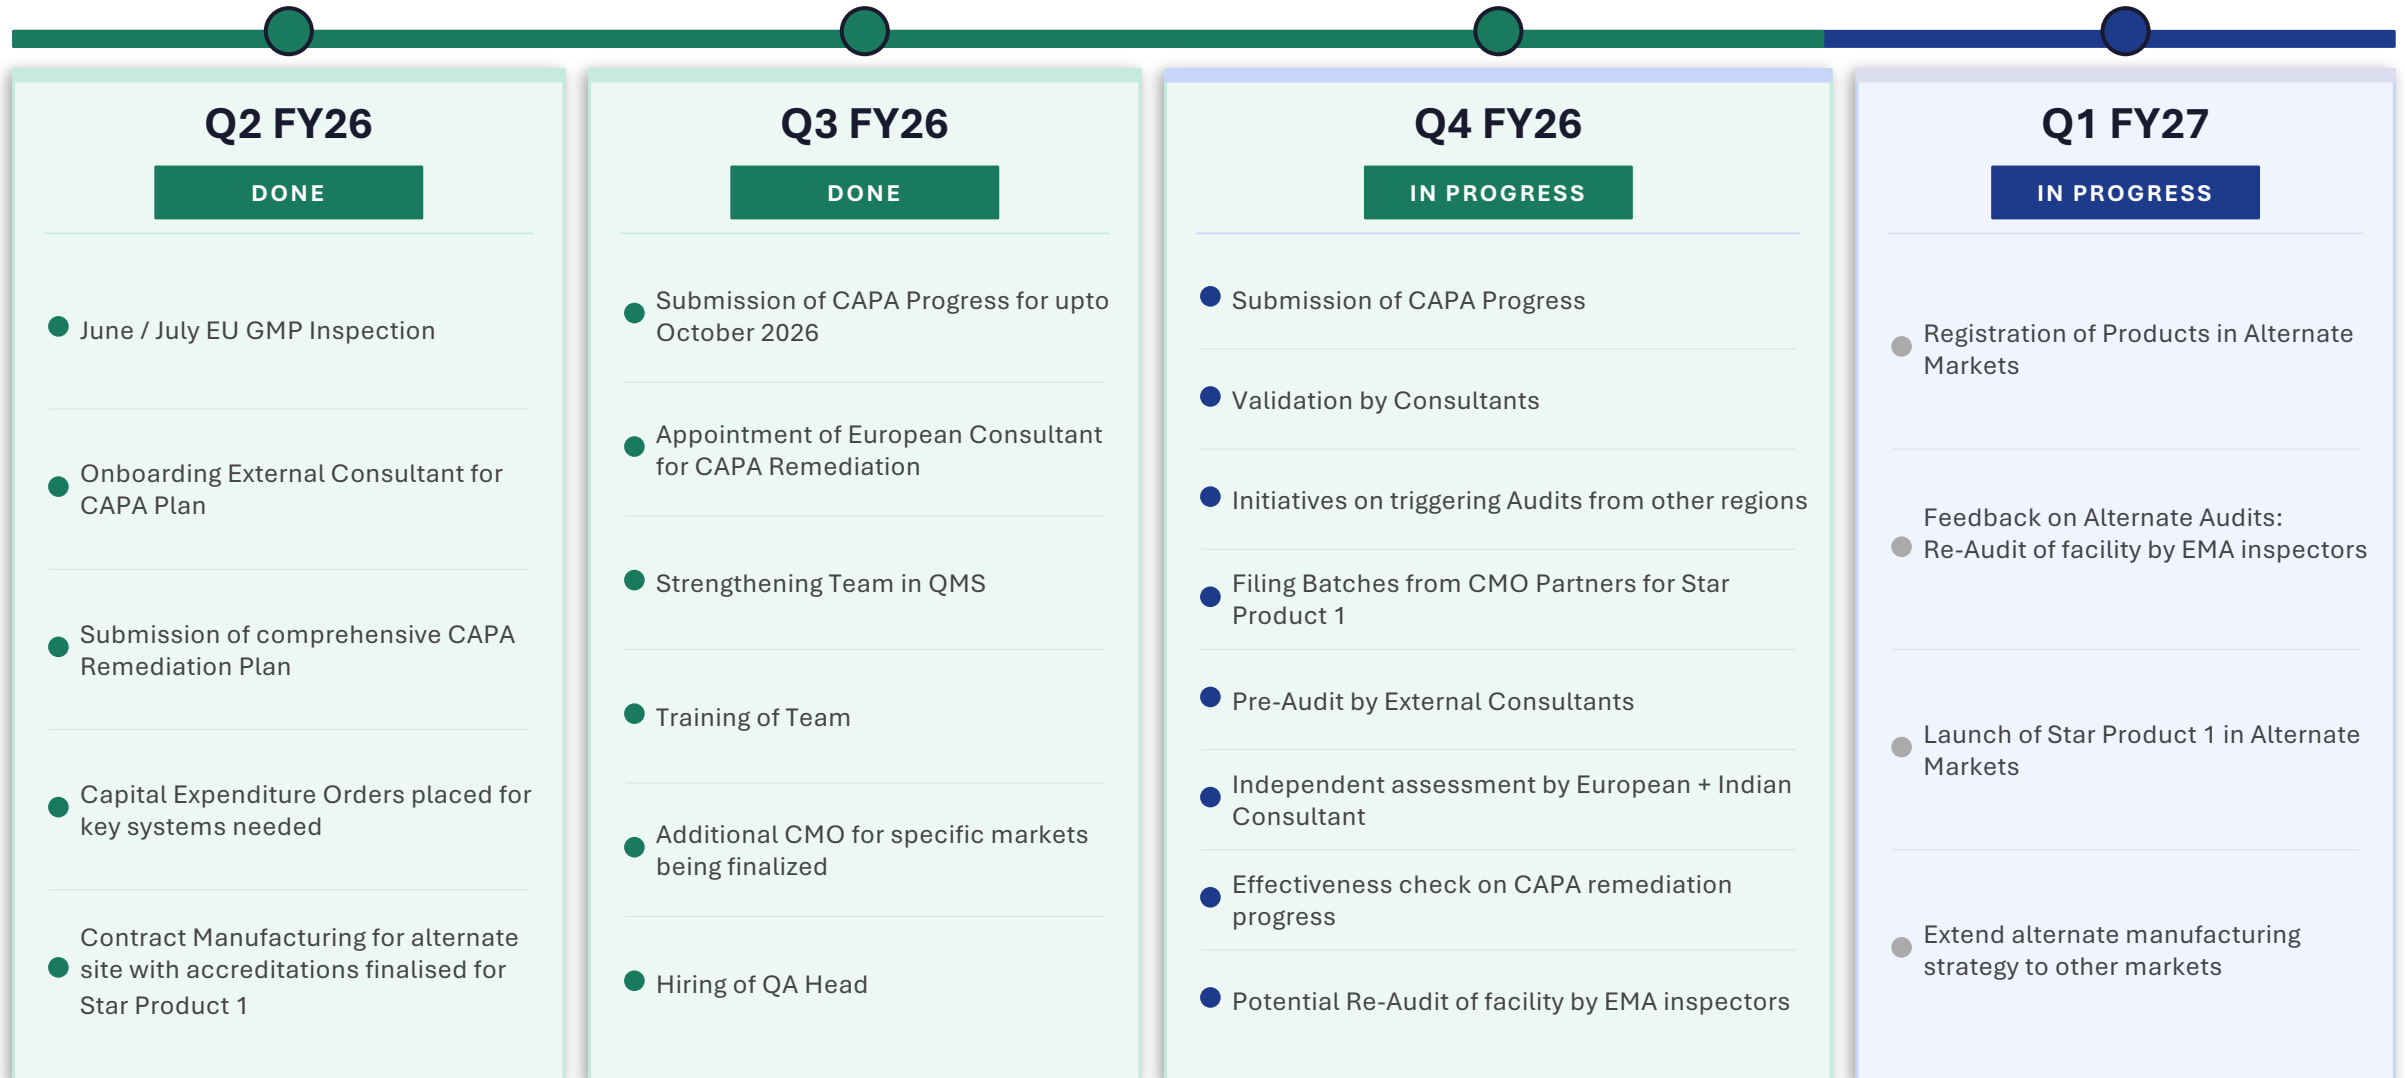 Q2 FY26
DONE
June / July EU GMP Inspection
Onboarding External Consultant for
CAPA Plan
Submission of comprehensive CAPA
Remediation Plan
Capital Expenditure Orders placed for
key systems needed
Contract Manufacturing for alternate
site with accreditations finalised for
Star Product 1
Q3 FY26
DONE
Submission of CAPA Progress for upto
October 2026
Appointment of European Consultant
for CAPA Remediation
Strengthening Team in QMS
Training of Team
Additional CMO for specific markets
being finalized
Hiring of QA Head
Q4 FY26
IN PROGRESS
Submission of CAPA Progress
Validation by Consultants
Initiatives on triggering Audits from other regions
Filing Batches from CMO Partners for Star
Product 1
Pre-Audit by External Consultants
Independent assessment by European + Indian
Consultant
Effectiveness check on CAPA remediation
progress
Potential Re-Audit of facility by EMA inspectors
Q1 FY27
IN PROGRESS
Registration of Products in Alternate
Markets
Feedback on Alternate Audits:
Re-Audit of facility by EMA inspectors
Launch of Star Product 1 in Alternate
Markets
Extend alternate manufacturing
strategy to other markets